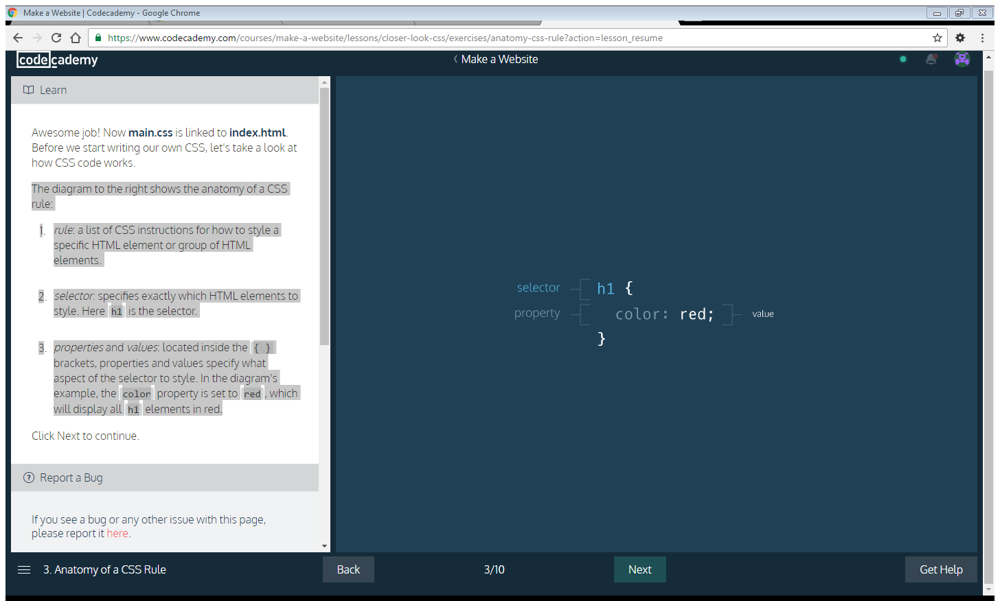 Make a Website | Codecademy - Google Chrome
https://www.codecademy.com/courses/make-a-website/lessons/closer-look-css/exercises/anatomy-css-rule?action=lesson_resume
codecademy
Make a Website
Learn
Awesome job! Now main.css is linked to index.html.
Before we start writing our own CSS, let's take a look at
how CSS code works.
The diagram to the right shows the anatomy of a CSS
rule:
1. rule: a list of CSS instructions for how to style a
specific HTML element or group of HTML
elements.
2. selector: specifies exactly which HTML elements to
style. Here h1 is the selector.
3. properties and values: located inside the { }
brackets, properties and values specify what
aspect of the selector to style. In the diagram's
example, the color property is set to red, which
will display all h1 elements in red.
Click Next to continue.
? Report a Bug
If you see a bug or any other issue with this page,
please report it here.
selector h1 {
property color: red; value
}
3. Anatomy of a CSS Rule
Back
3/10
Next
Get Help